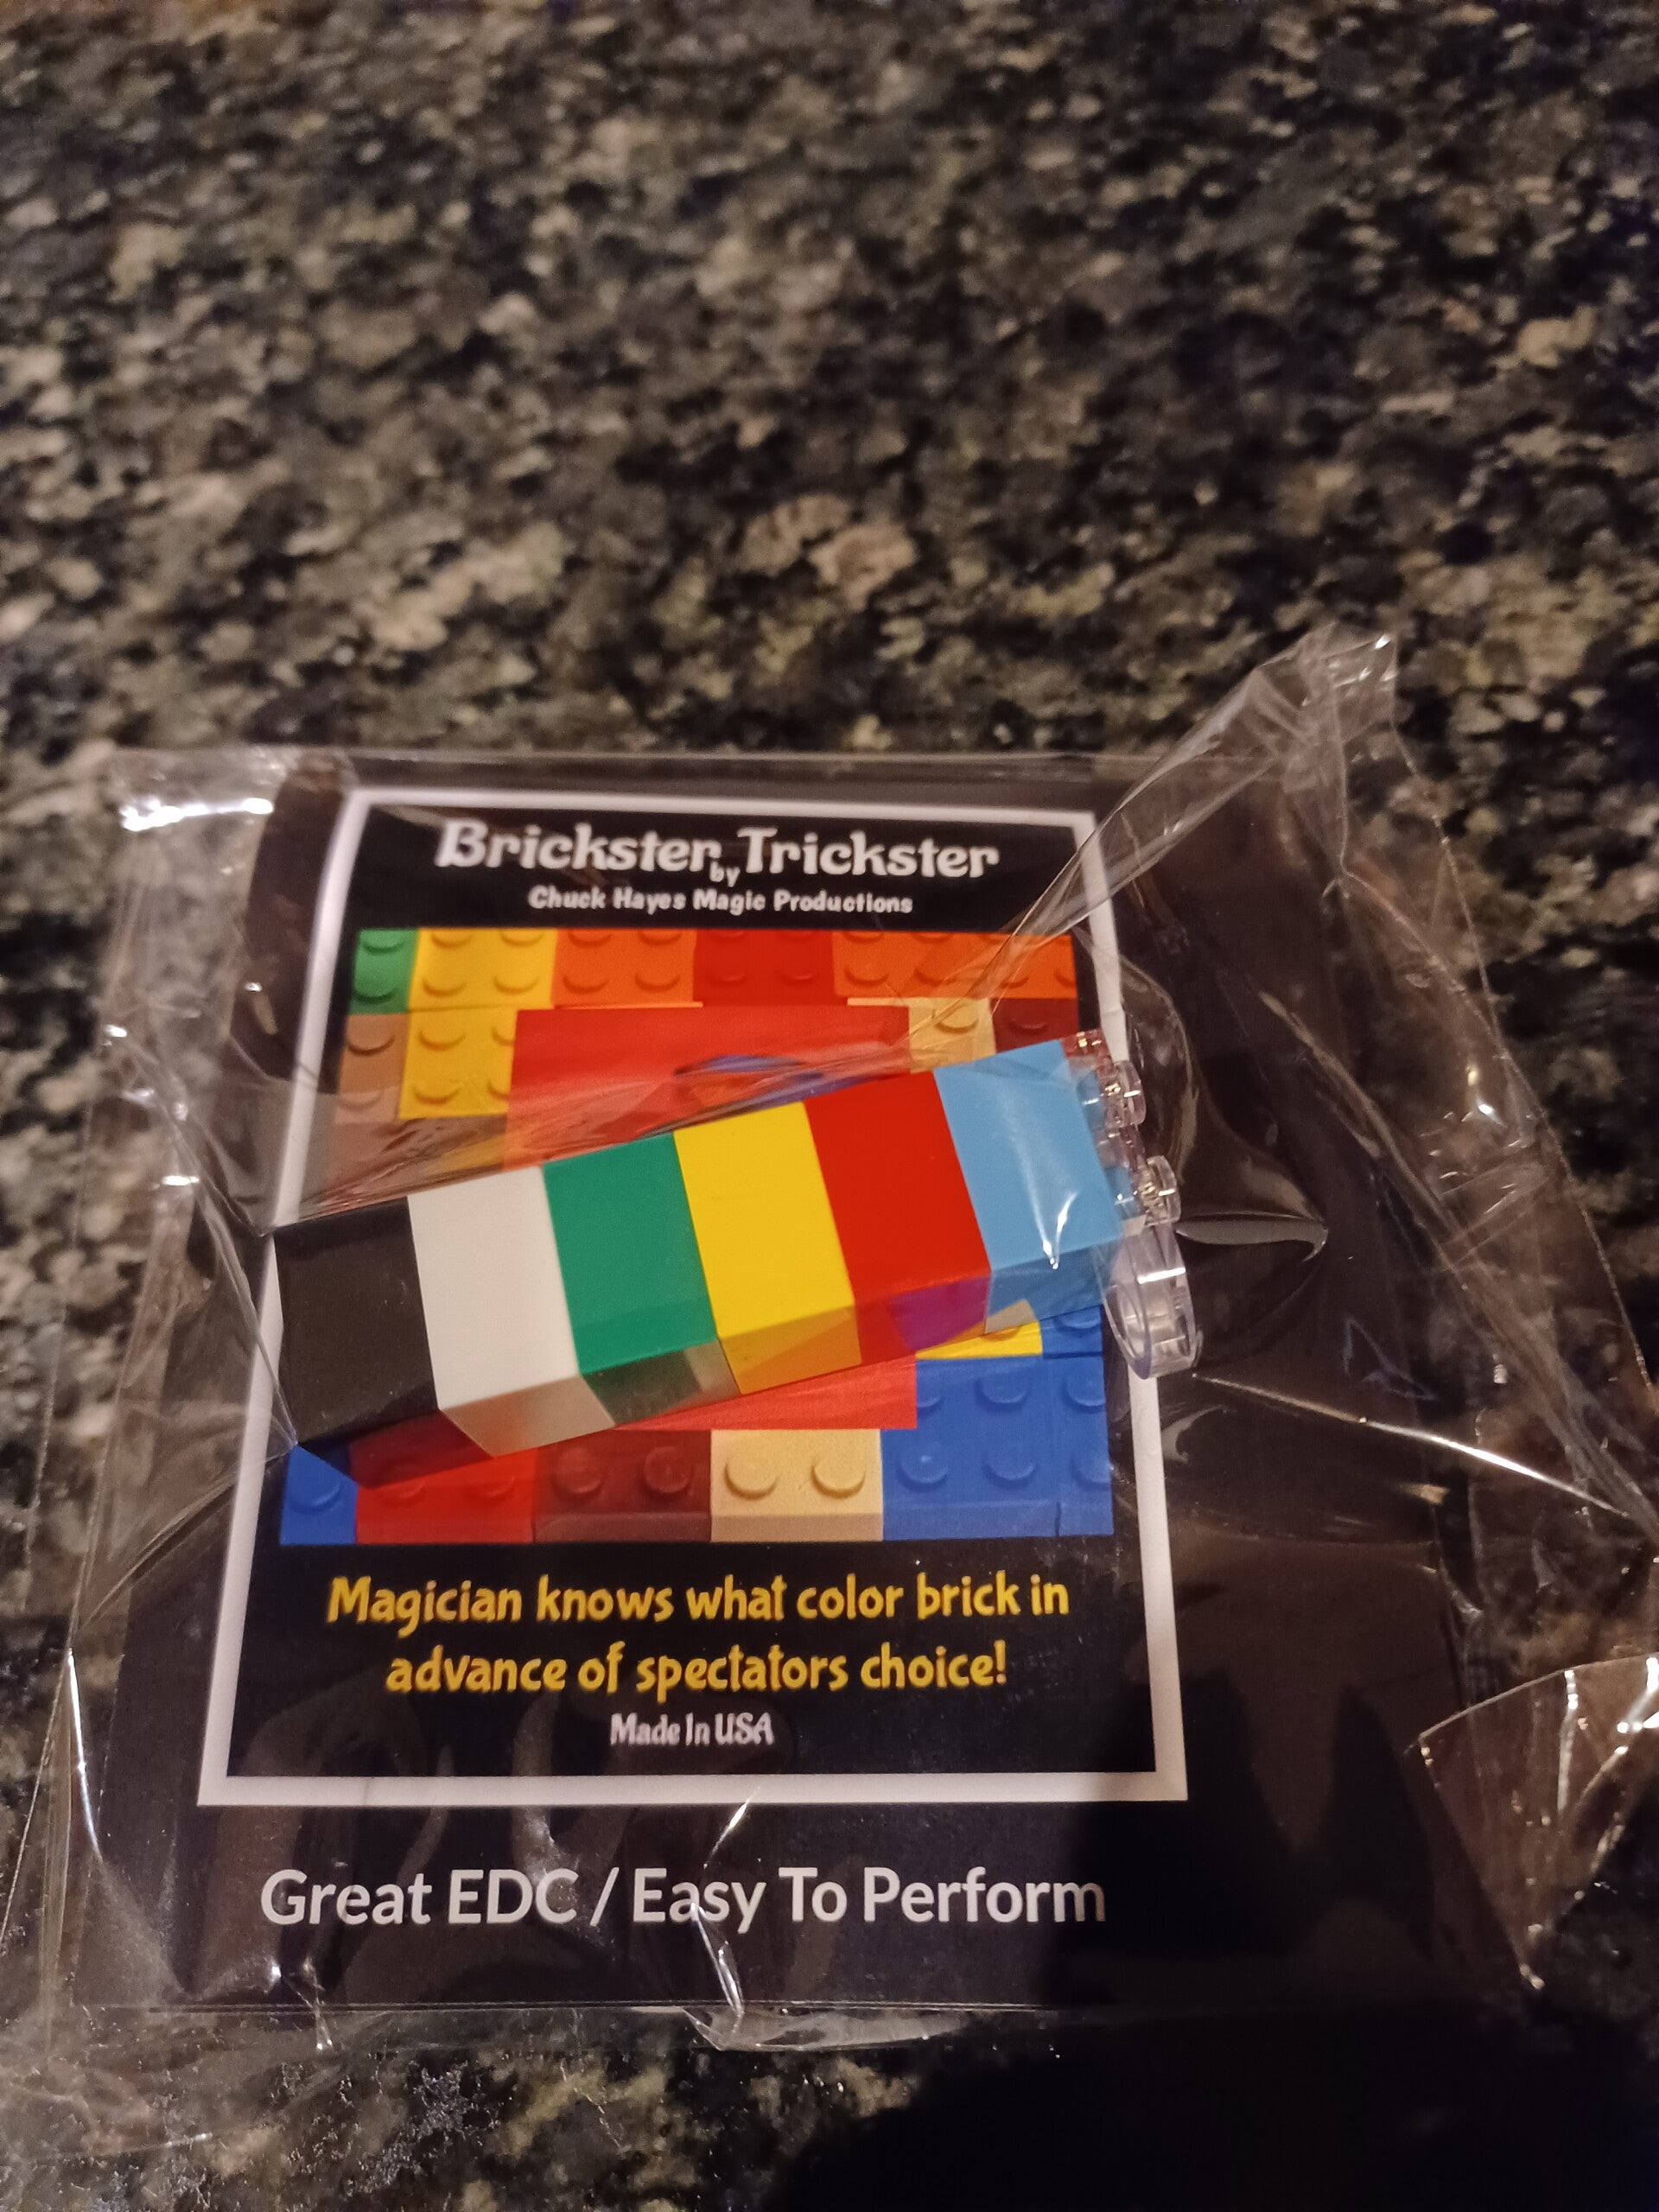 Brickster Trickster
by
Chuck Hayes Magic Productions
Magician knows what color brick in
advance of spectators choice!
Made In USA
Great EDC / Easy To Perform